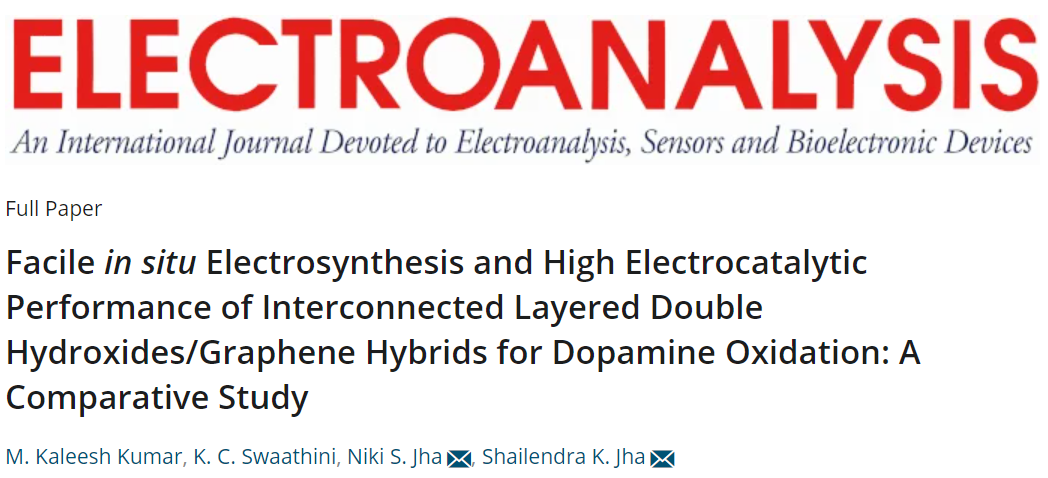 ELECTROANALYSIS
An International Journal Devoted to Electroanalysis, Sensors and Bioelectronic Devices
Full Paper
Facile in situ Electrosynthesis and High Electrocatalytic
Performance of Interconnected Layered Double
Hydroxides/Graphene Hybrids for Dopamine Oxidation: A
Comparative Study
M. Kaleesh Kumar, K. C. Swaathini, Niki S. Jha, Shailendra K. Jha